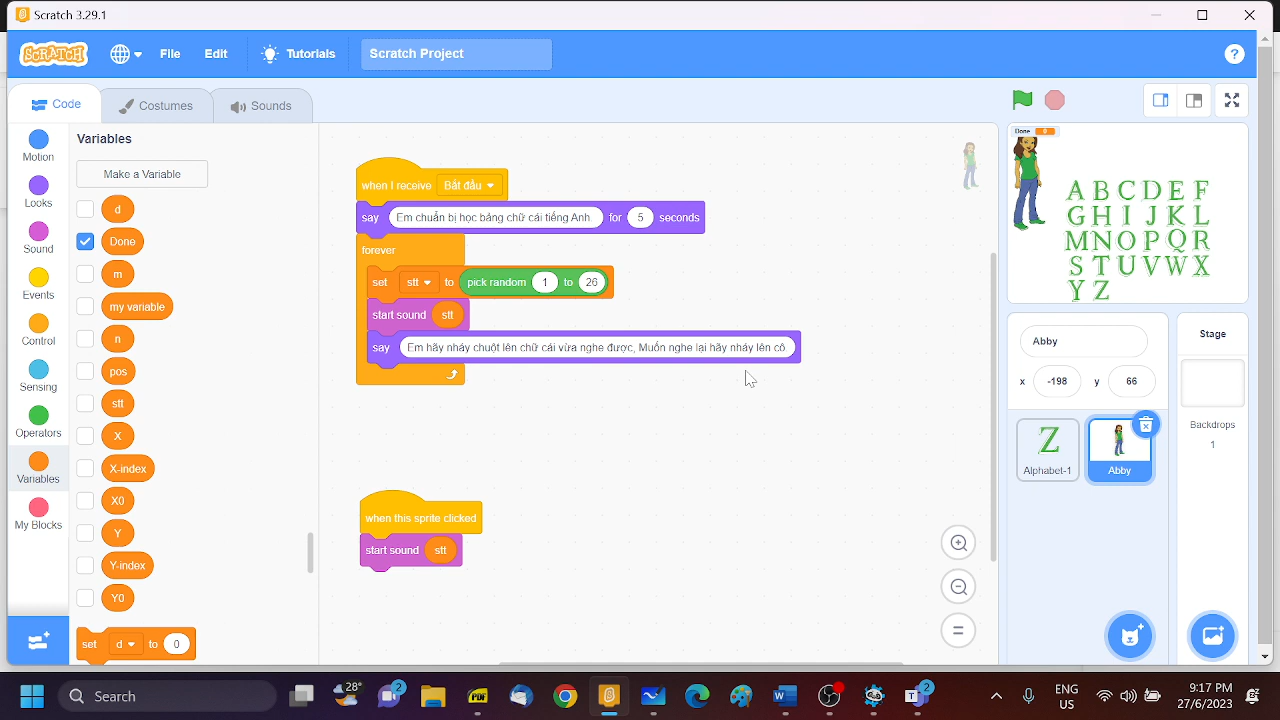 Scratch 3.29.1
SCRATCH
File
Edit
Tutorials
Scratch Project
?
Code
Costumes
Sounds
Motion
Looks
Sound
Events
Control
Sensing
Operators
Variables
My Blocks
Variables
Make a Variable
d
Done
m
my variable
n
pos
stt
X
X-index
X0
Y
Y-index
Y0
set d to 0
when I receive Bắt đầu
say Em chuẩn bị học bảng chữ cái tiếng Anh for 5 seconds
forever
set stt to pick random 1 to 26
start sound stt
say Em hãy nháy chuột lên chữ cái vừa nghe được, Muốn nghe lại hãy nháy lên cô
when this sprite clicked
start sound stt
Done 0
A B C D E F
G H I J K L
M N O P Q R
S T U V W X
Y Z
Abby
x -198 y 66
Z
Alphabet-1
Abby
Stage
Backdrops
1
Search
28°
2
PDF
W
2
ENG
US
9:17 PM
27/6/2023